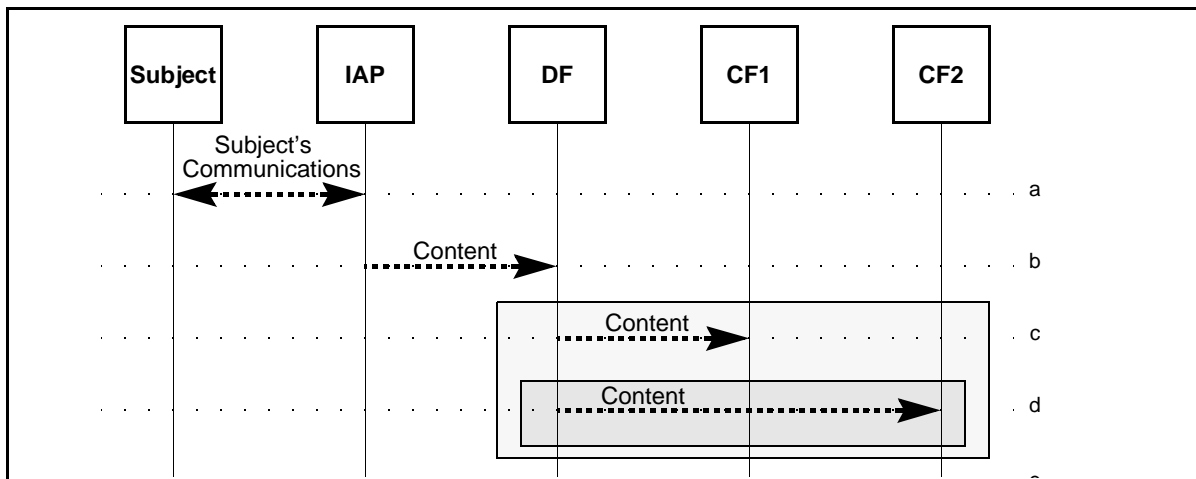 Subject IAP DF CF1 CF2
Subject's
Communications
a
Content
b
Content
c
Content
d